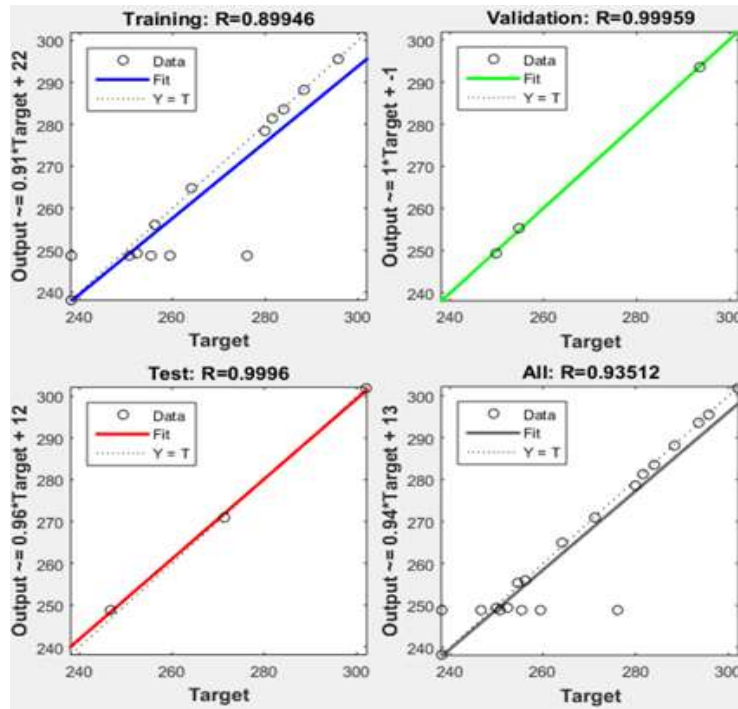 Training: R=0.89946
Output ~= 0.91*Target + 22
300
290
280
270
260
250
240
Data
Fit
Y = T
240
260
280
300
Target
Validation: R=0.99959
Output ~= 1*Target + -1
300
290
280
270
260
250
240
Data
Fit
Y = T
240
260
280
300
Target
Test: R=0.9996
Output ~= 0.96*Target + 12
300
290
280
270
260
250
240
Data
Fit
Y = T
240
260
280
300
Target
All: R=0.93512
Output ~= 0.94*Target + 13
300
290
280
270
260
250
240
Data
Fit
Y = T
240
260
280
300
Target